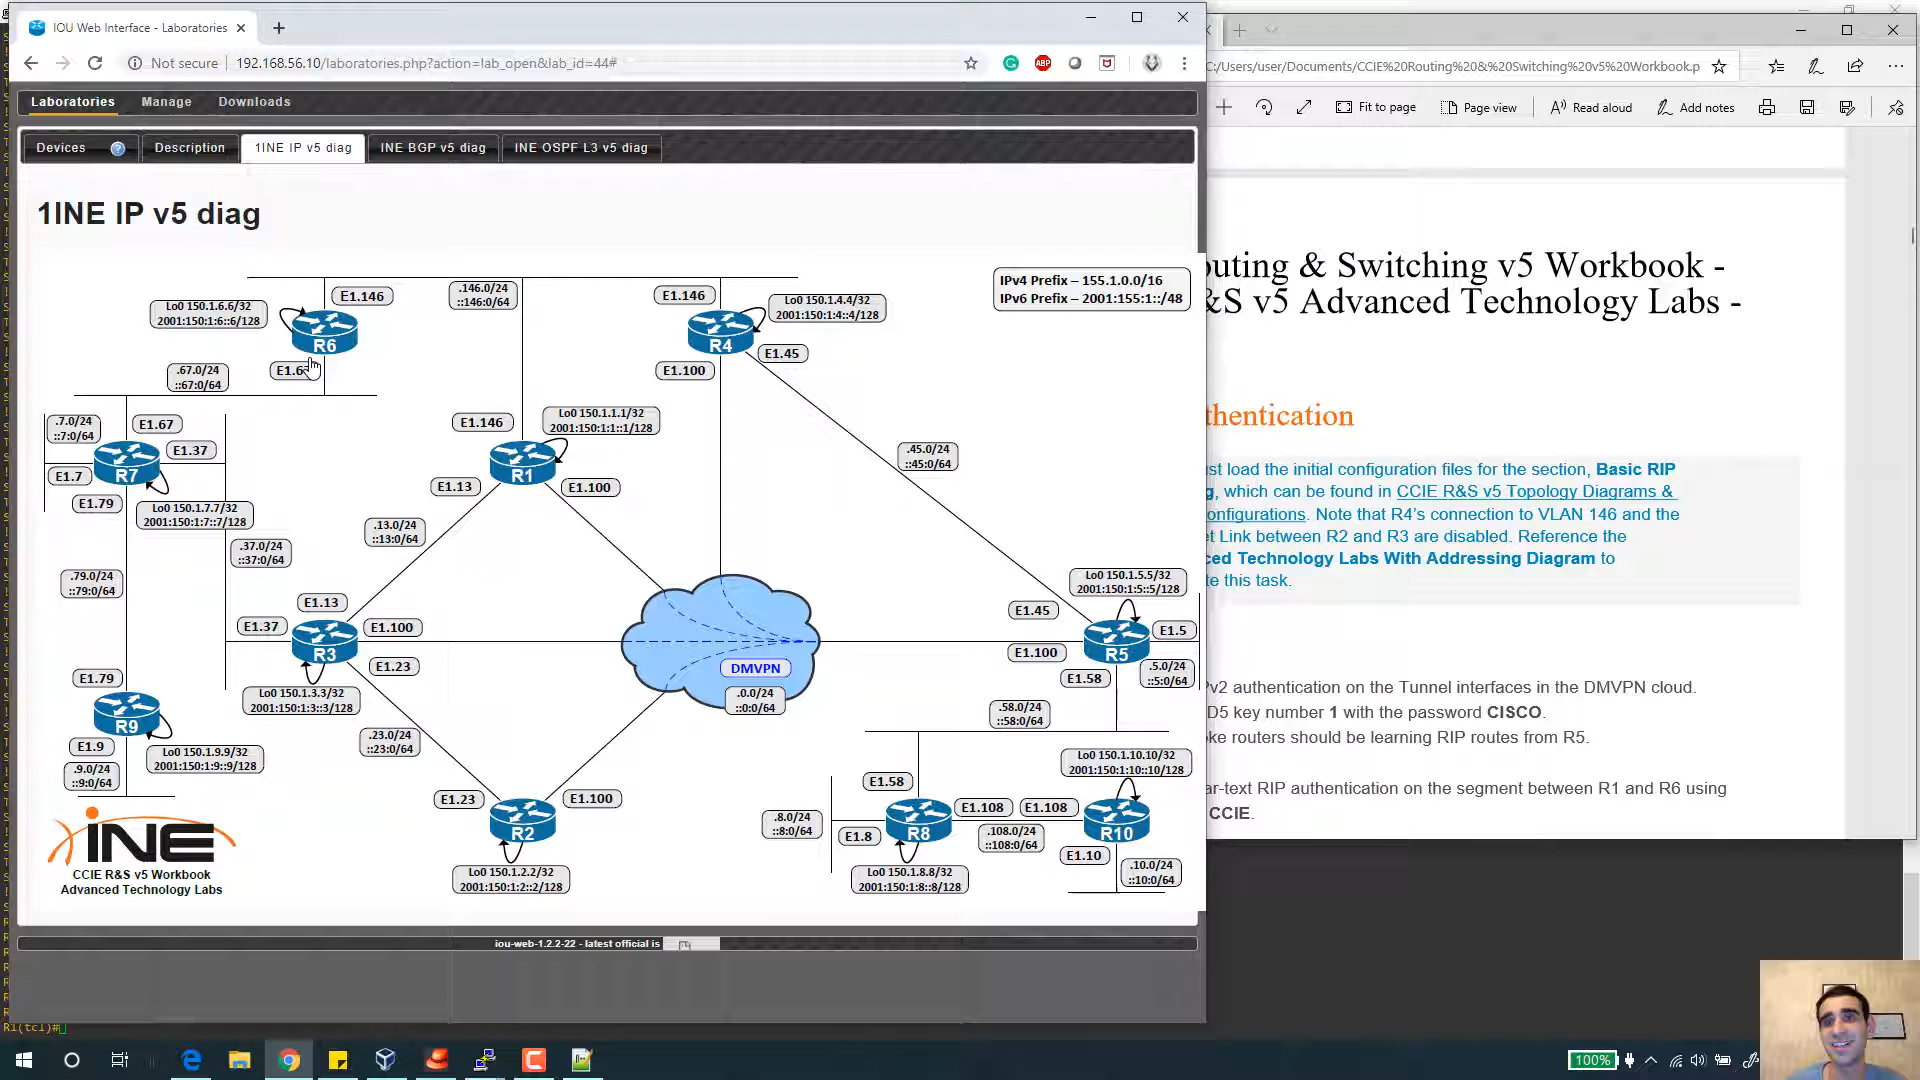 IOU Web Interface - Laboratories
Not secure
192.168.56.10/laboratories.php?action=lab_open&lab_id=44#
ABP
Laboratories Manage Downloads
Devices ? Description 1INE IP v5 diag INE BGP v5 diag INE OSPF L3 v5 diag
1INE IP v5 diag
IPv4 Prefix – 155.1.0.0/16
IPv6 Prefix – 2001:155:1::/48
Lo0 150.1.6.6/32
2001:150:1:6::6/128
E1.146
.146.0/24
::146:0/64
E1.146
Lo0 150.1.4.4/32
2001:150:1:4::4/128
R6
R4
E1.45
E1.100
.67.0/24
::67:0/64
.7.0/24
::7:0/64
E1.67
E1.37
R7
E1.7
E1.79
Lo0 150.1.7.7/32
2001:150:1:7::7/128
E1.146
Lo0 150.1.1.1/32
2001:150:1:1::1/128
R1
E1.13
E1.100
.45.0/24
::45:0/64
.13.0/24
::13:0/64
.37.0/24
::37:0/64
.79.0/24
::79:0/64
E1.13
E1.37
E1.100
R3
E1.23
Lo0 150.1.3.3/32
2001:150:1:3::3/128
DMVPN
.0.0/24
::0:0/64
Lo0 150.1.5.5/32
2001:150:1:5::5/128
E1.45
E1.5
R5
E1.100
E1.58
.5.0/24
::5:0/64
E1.79
R9
E1.9
Lo0 150.1.9.9/32
2001:150:1:9::9/128
.9.0/24
::9:0/64
.23.0/24
::23:0/64
.58.0/24
::58:0/64
Lo0 150.1.10.10/32
2001:150:1:10::10/128
E1.58
E1.23
E1.100
R2
Lo0 150.1.2.2/32
2001:150:1:2::2/128
.8.0/24
::8:0/64
E1.8
R8
E1.108
E1.108
R10
.108.0/24
::108:0/64
E1.10
.10.0/24
::10:0/64
Lo0 150.1.8.8/32
2001:150:1:8::8/128
iNE
CCIE R&S v5 Workbook
Advanced Technology Labs
iou-web-1.2.2-22 - latest official is
R1(tcl)#
C:/Users/user/Documents/CCIE%20Routing%20&%20Switching%20v5%20Workbook.p
Fit to page Page view Read aloud Add notes
outing & Switching v5 Workbook -
&S v5 Advanced Technology Labs -
thentication
ust load the initial configuration files for the section, Basic RIP
g, which can be found in CCIE R&S v5 Topology Diagrams &
onfigurations. Note that R4's connection to VLAN 146 and the
et Link between R2 and R3 are disabled. Reference the
ced Technology Labs With Addressing Diagram to
te this task.
Pv2 authentication on the Tunnel interfaces in the DMVPN cloud.
D5 key number 1 with the password CISCO.
oke routers should be learning RIP routes from R5.
ar-text RIP authentication on the segment between R1 and R6 using
CCIE.
100%